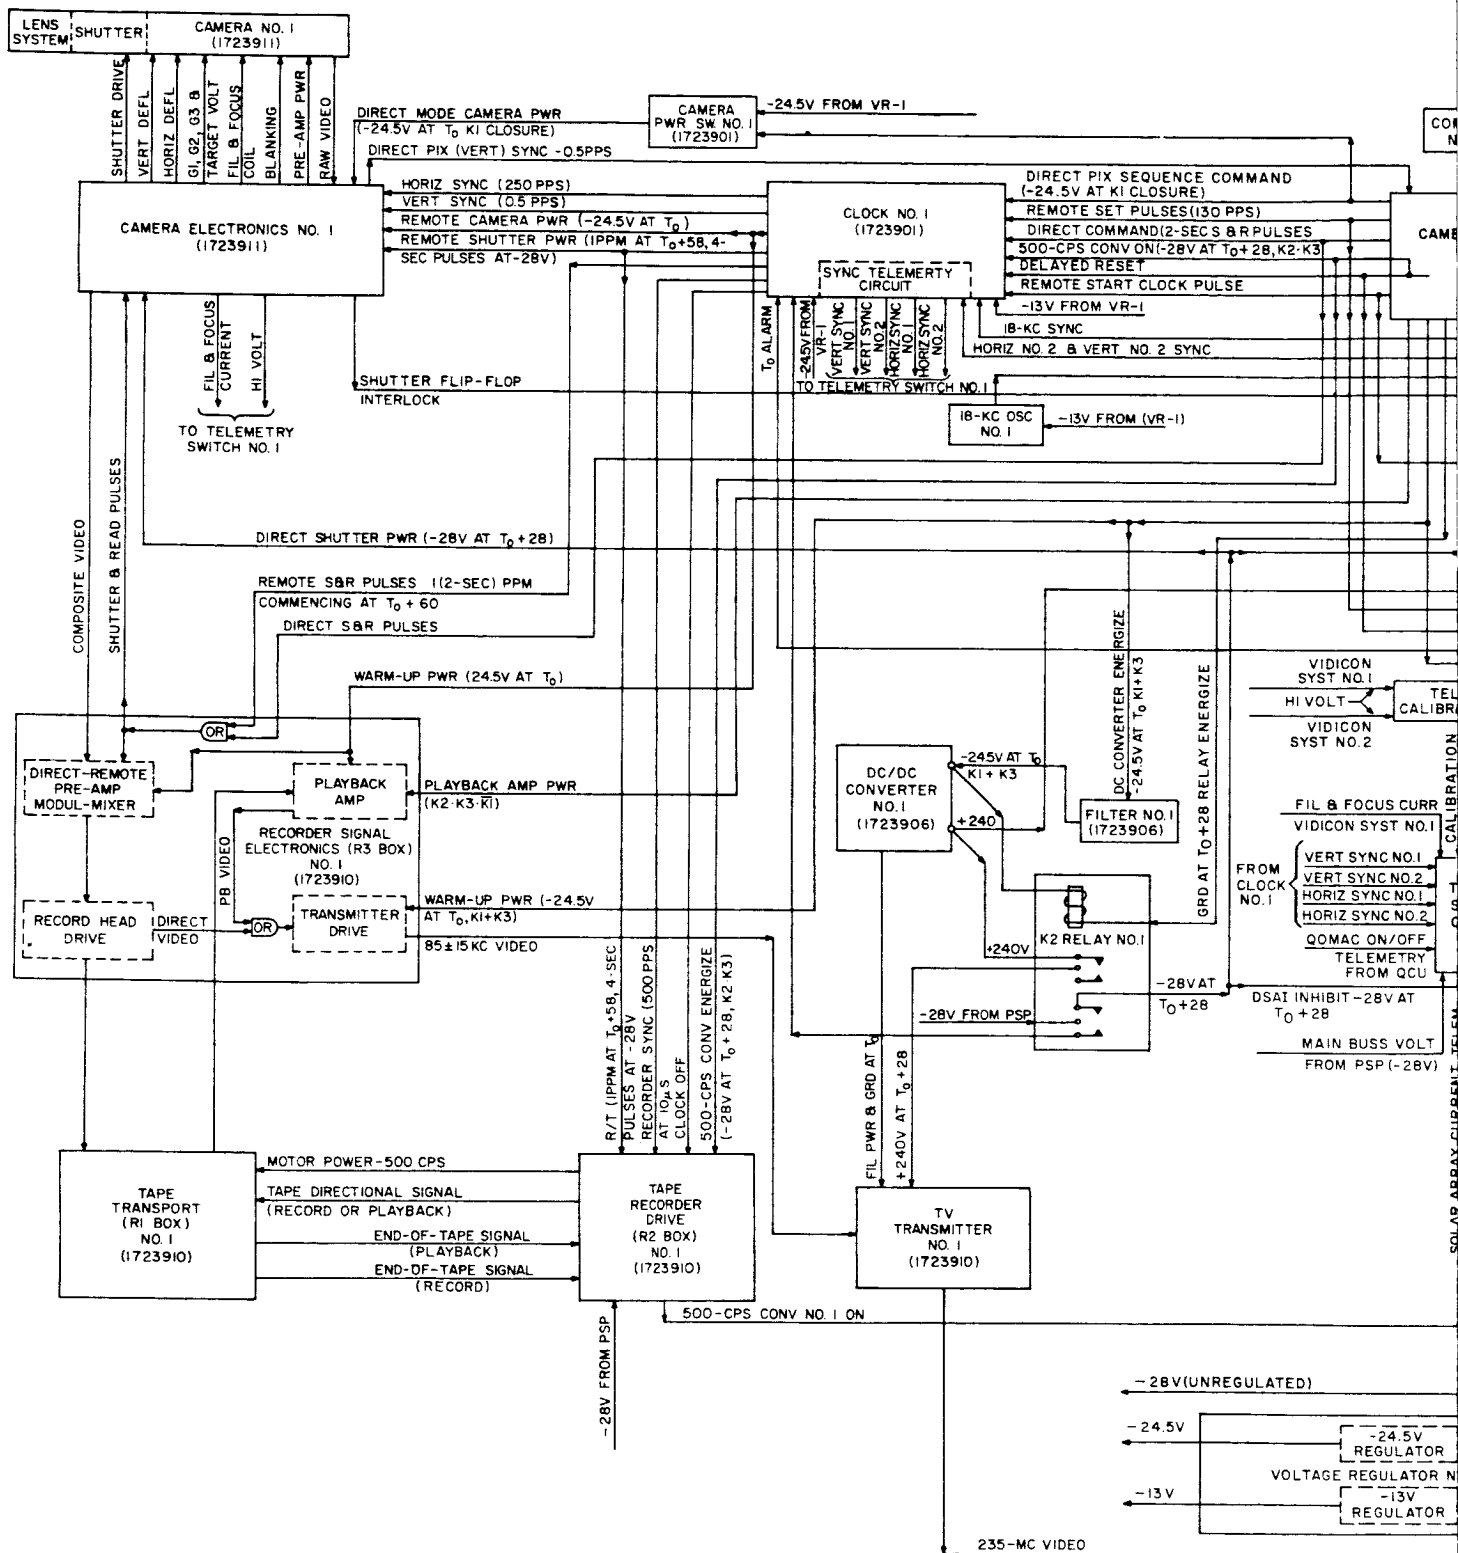 LENS
SYSTEM
SHUTTER
CAMERA NO. 1
(1723911)
SHUTTER DRIVE
VERT DEFL
HORIZ DEFL
G1, G2, G3 &
TARGET VOLT
FIL & FOCUS
COIL
BLANKING
PRE-AMP PWR
RAW VIDEO
DIRECT MODE CAMERA PWR
(-24.5V AT T₀ K1 CLOSURE)
CAMERA
PWR SW. NO. 1
(1723901)
-24.5V FROM VR-1
DIRECT PIX (VERT) SYNC -0.5PPS
CAMERA ELECTRONICS NO. 1
(1723911)
HORIZ SYNC (250 PPS)
VERT SYNC (0.5 PPS)
REMOTE CAMERA PWR (-24.5V AT T₀)
REMOTE SHUTTER PWR (1PPM AT T₀+58, 4-
SEC PULSES AT-28V)
CLOCK NO. 1
(1723901)
SYNC TELEMERTY
CIRCUIT
DIRECT PIX SEQUENCE COMMAND
(-24.5V AT K1 CLOSURE)
REMOTE SET PULSES(130 PPS)
DIRECT COMMAND(2-SEC S & R PULSES
500-CPS CONV ON(-28V AT T₀+28, K2·K3
DELAYED RESET
REMOTE START CLOCK PULSE
-13V FROM VR-1
18-KC SYNC
HORIZ NO. 2 & VERT NO. 2 SYNC
T₀ ALARM
-24.5V FROM
VR-1
VERT SYNC
NO. 1
VERT SYNC
NO. 2
HORIZ SYNC
NO. 1
HORIZ SYNC
NO. 2
TO TELEMETRY SWITCH NO. 1
18-KC OSC
NO. 1
-13V FROM (VR-1)
FIL & FOCUS
CURRENT
HI VOLT
TO TELEMETRY
SWITCH NO. 1
SHUTTER FLIP-FLOP
INTERLOCK
COMPOSITE VIDEO
SHUTTER & READ PULSES
DIRECT SHUTTER PWR (-28V AT T₀+28)
REMOTE S&R PULSES 1(2-SEC) PPM
COMMENCING AT T₀ + 60
DIRECT S&R PULSES
WARM-UP PWR (24.5V AT T₀)
OR
DIRECT-REMOTE
PRE-AMP
MODUL-MIXER
PLAYBACK
AMP
PLAYBACK AMP PWR
(K2·K3·K̅1̅)
RECORDER SIGNAL
ELECTRONICS (R3 BOX)
NO. 1
(1723910)
PB VIDEO
RECORD HEAD
DRIVE
DIRECT
VIDEO
OR
TRANSMITTER
DRIVE
WARM-UP PWR (-24.5V
AT T₀, K1+K3)
85±15 KC VIDEO
DC CONVERTER ENERGIZE
-24.5V AT T₀ K1+K3
GRD AT T₀+28 RELAY ENERGIZE
DC/DC
CONVERTER
NO. 1
(1723906)
-24.5V AT T₀
K1 + K3
+240
FILTER NO. 1
(1723906)
K2 RELAY NO. 1
+240V
-28V FROM PSP
-28V AT
T₀+28
DSAI INHIBIT-28V AT
T₀ +28
VIDICON
SYST NO. 1
HI VOLT
VIDICON
SYST NO. 2
CALIBRATION
FIL & FOCUS CURR
VIDICON SYST NO. 1
FROM
CLOCK
NO. 1
VERT SYNC NO. 1
VERT SYNC NO. 2
HORIZ SYNC NO. 1
HORIZ SYNC NO. 2
QOMAC ON/OFF
TELEMETRY
FROM QCU
MAIN BUSS VOLT
FROM PSP (-28V)
SOLAR ARRAY CURRENT TELEM
R/T (1PPM AT T₀+58, 4-SEC
PULSES AT -28V
RECORDER SYNC (500 PPS
AT 10µS
CLOCK OFF
500-CPS CONV ENERGIZE
(-28V AT T₀+28, K2·K3)
FIL PWR & GRD AT T₀
+240V AT T₀+28
TAPE
TRANSPORT
(R1 BOX)
NO. 1
(1723910)
MOTOR POWER-500 CPS
TAPE DIRECTIONAL SIGNAL
(RECORD OR PLAYBACK)
END-OF-TAPE SIGNAL
(PLAYBACK)
END-OF-TAPE SIGNAL
(RECORD)
TAPE
RECORDER
DRIVE
(R2 BOX)
NO. 1
(1723910)
TV
TRANSMITTER
NO. 1
(1723910)
500-CPS CONV NO. 1 ON
-28V FROM PSP
-28V(UNREGULATED)
-24.5V
-24.5V
REGULATOR
VOLTAGE REGULATOR N
-13V
-13V
REGULATOR
235-MC VIDEO